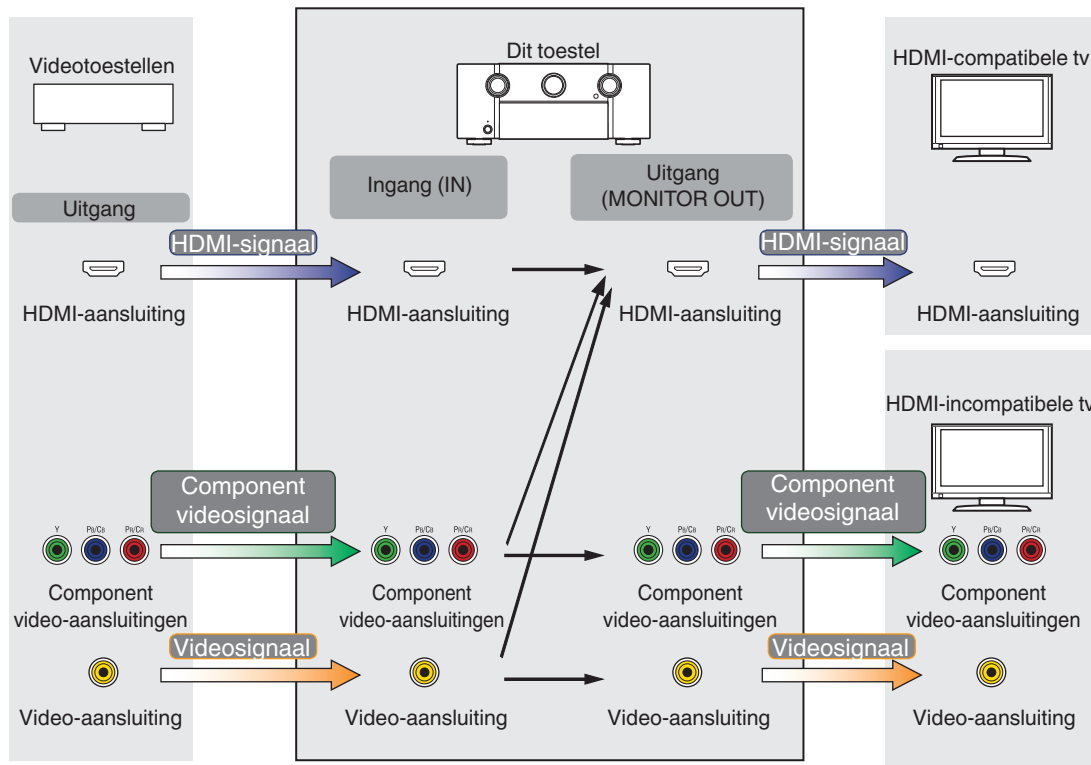 Videotoestellen
Dit toestel
HDMI-compatibele tv
Uitgang
Ingang (IN)
Uitgang
(MONITOR OUT)
HDMI-signaal
HDMI-signaal
HDMI-aansluiting
HDMI-aansluiting
HDMI-aansluiting
HDMI-aansluiting
HDMI-incompatibele tv
Component
videosignaal
Component
videosignaal
Y PB/CB PR/CR
Y PB/CB PR/CR
Y PB/CB PR/CR
Y PB/CB PR/CR
Component
video-aansluitingen
Component
video-aansluitingen
Component
video-aansluitingen
Component
video-aansluitingen
Videosignaal
Videosignaal
Video-aansluiting
Video-aansluiting
Video-aansluiting
Video-aansluiting